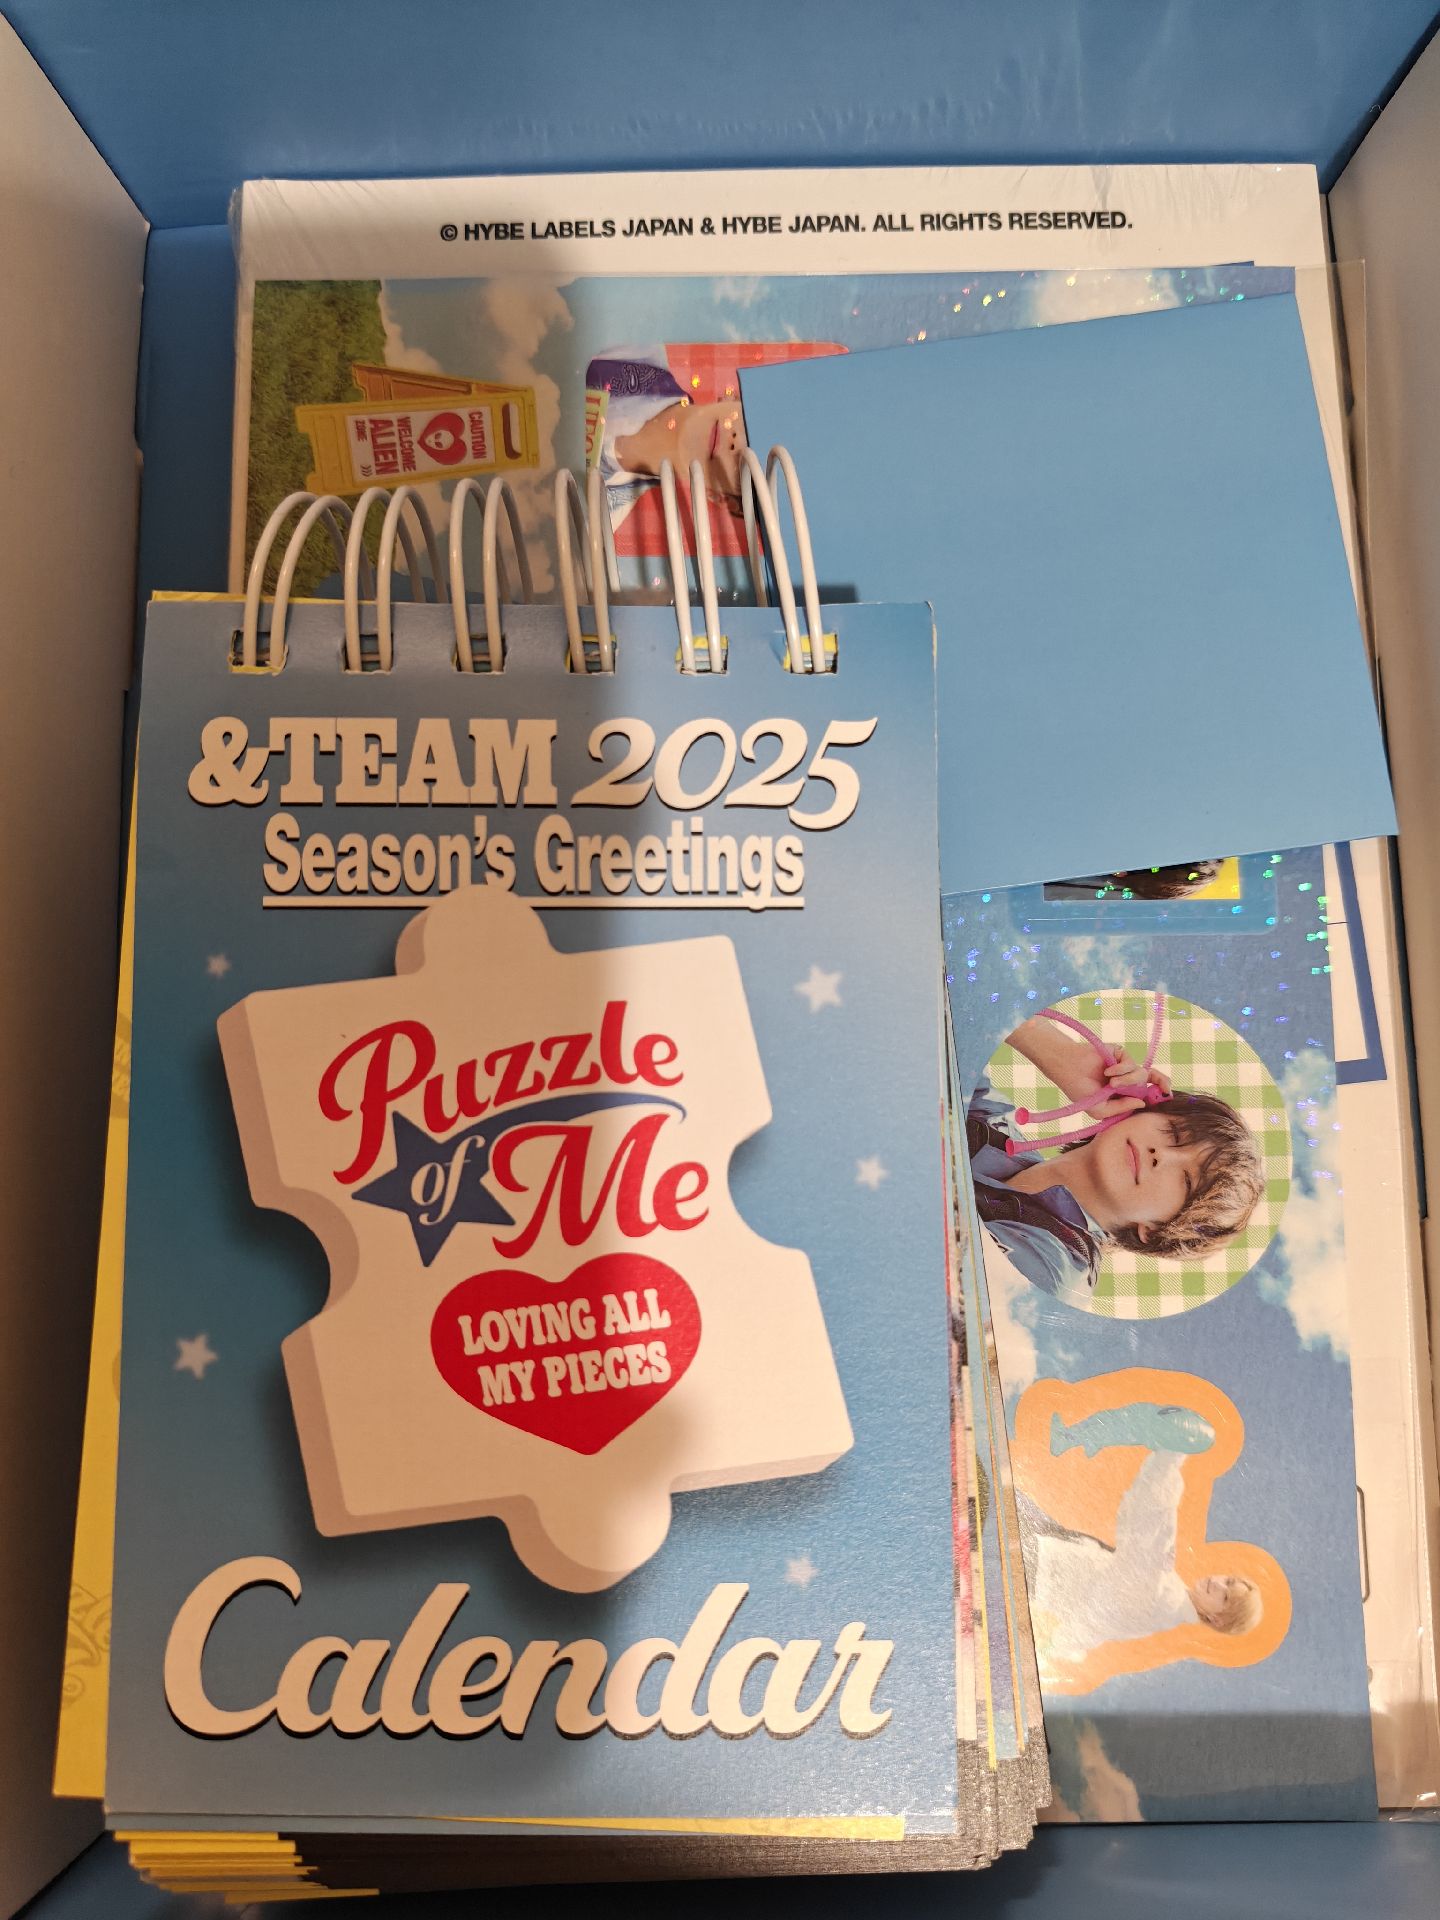 © HYBE LABELS JAPAN & HYBE JAPAN. ALL RIGHTS RESERVED.
CAUTION
WELCOME
ALIEN
ZONE
&TEAM 2025
Season's Greetings
Puzzle
of Me
LOVING ALL
MY PIECES
Calendar